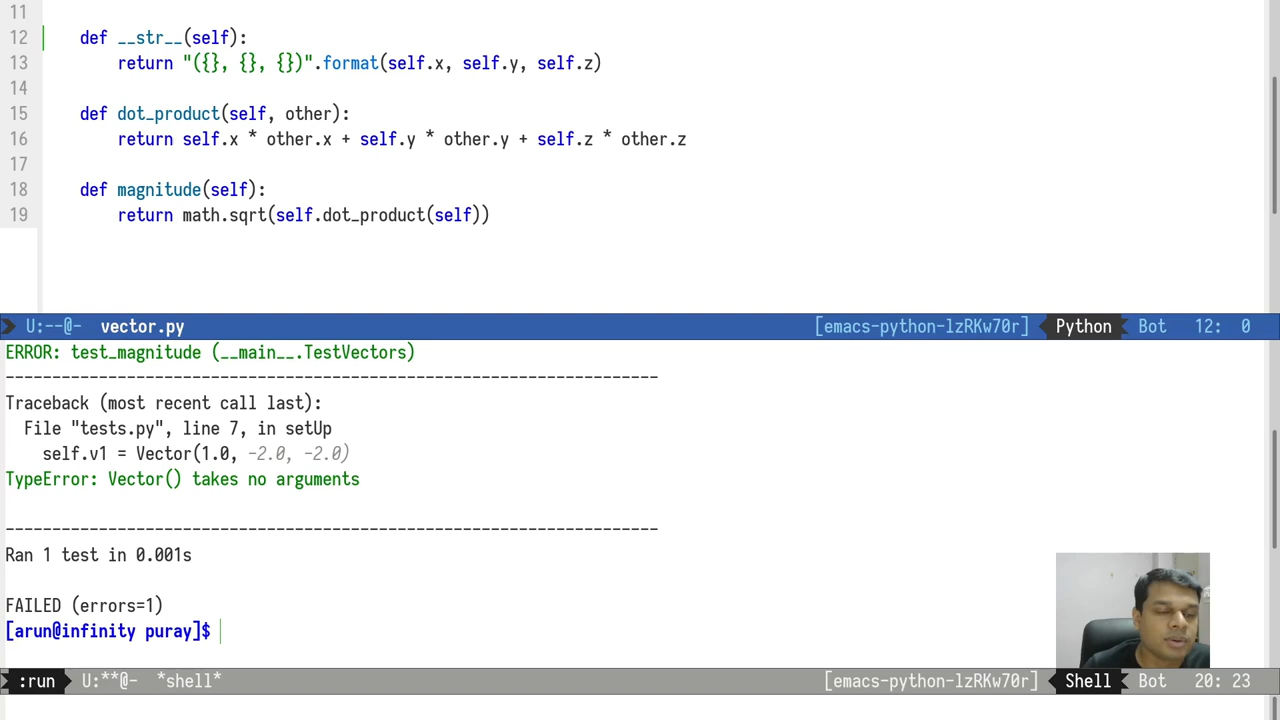 11
12 def __str__(self):
13 return "({}, {}, {})".format(self.x, self.y, self.z)
14
15 def dot_product(self, other):
16 return self.x * other.x + self.y * other.y + self.z * other.z
17
18 def magnitude(self):
19 return math.sqrt(self.dot_product(self))
U:--@- vector.py [emacs-python-lzRKw70r] Python Bot 12: 0
ERROR: test_magnitude (__main__.TestVectors)
----------------------------------------------------------------------
Traceback (most recent call last):
File "tests.py", line 7, in setUp
self.v1 = Vector(1.0, -2.0, -2.0)
TypeError: Vector() takes no arguments
----------------------------------------------------------------------
Ran 1 test in 0.001s
FAILED (errors=1)
[arun@infinity puray]$
:run U:**@- *shell* [emacs-python-lzRKw70r] Shell Bot 20: 23